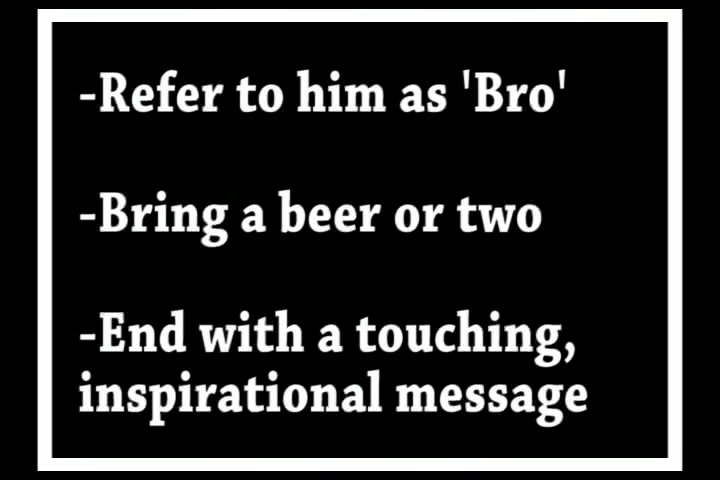 -Refer to him as 'Bro'
-Bring a beer or two
-End with a touching,
inspirational message